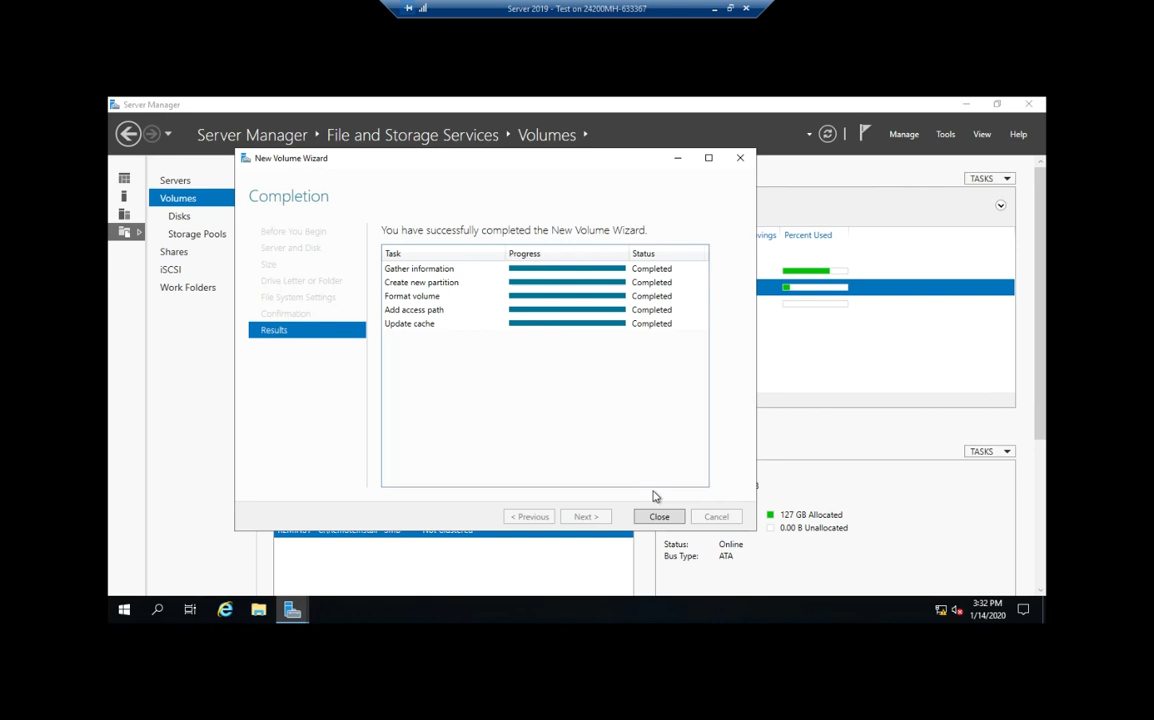 Server 2019 - Test on 24200MH-633367
Server Manager
Server Manager ‣ File and Storage Services ‣ Volumes ‣
Manage
Tools
View
Help
Servers
Volumes
Disks
Storage Pools
Shares
iSCSI
Work Folders
New Volume Wizard
Completion
Before You Begin
Server and Disk
Size
Drive Letter or Folder
File System Settings
Confirmation
Results
You have successfully completed the New Volume Wizard.
Task Progress Status
Gather information Completed
Create new partition Completed
Format volume Completed
Add access path Completed
Update cache Completed
< Previous
Next >
Close
Cancel
TASKS
Percent Used
TASKS
127 GB Allocated
0.00 B Unallocated
Status: Online
Bus Type: ATA
3:32 PM
1/14/2020